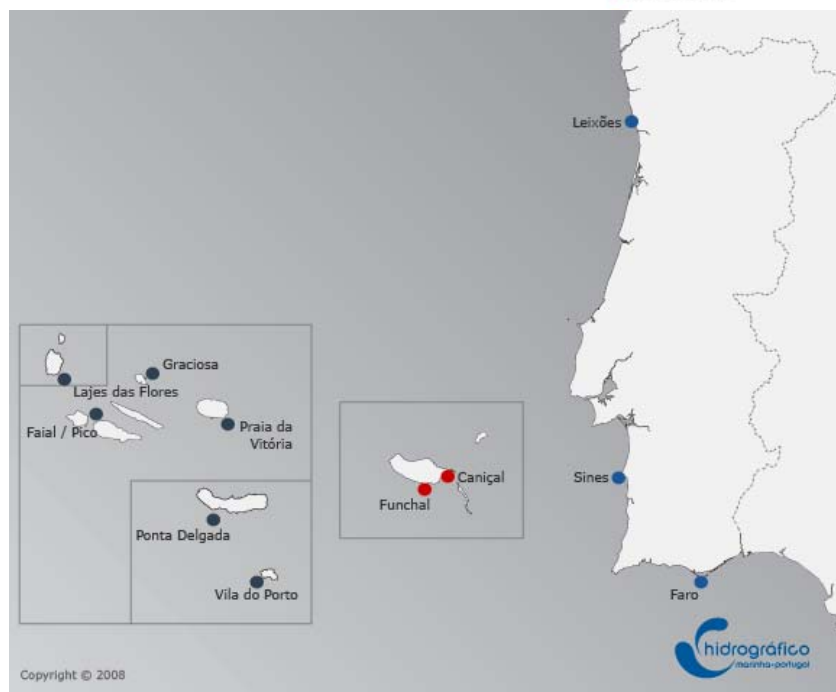 Leixões
Graciosa
Lajes das Flores
Faial / Pico
Praia da
Vitória
Caniçal
Sines
Funchal
Ponta Delgada
Vila do Porto
Faro
hidrográfico
marinha-portugal
Copyright © 2008